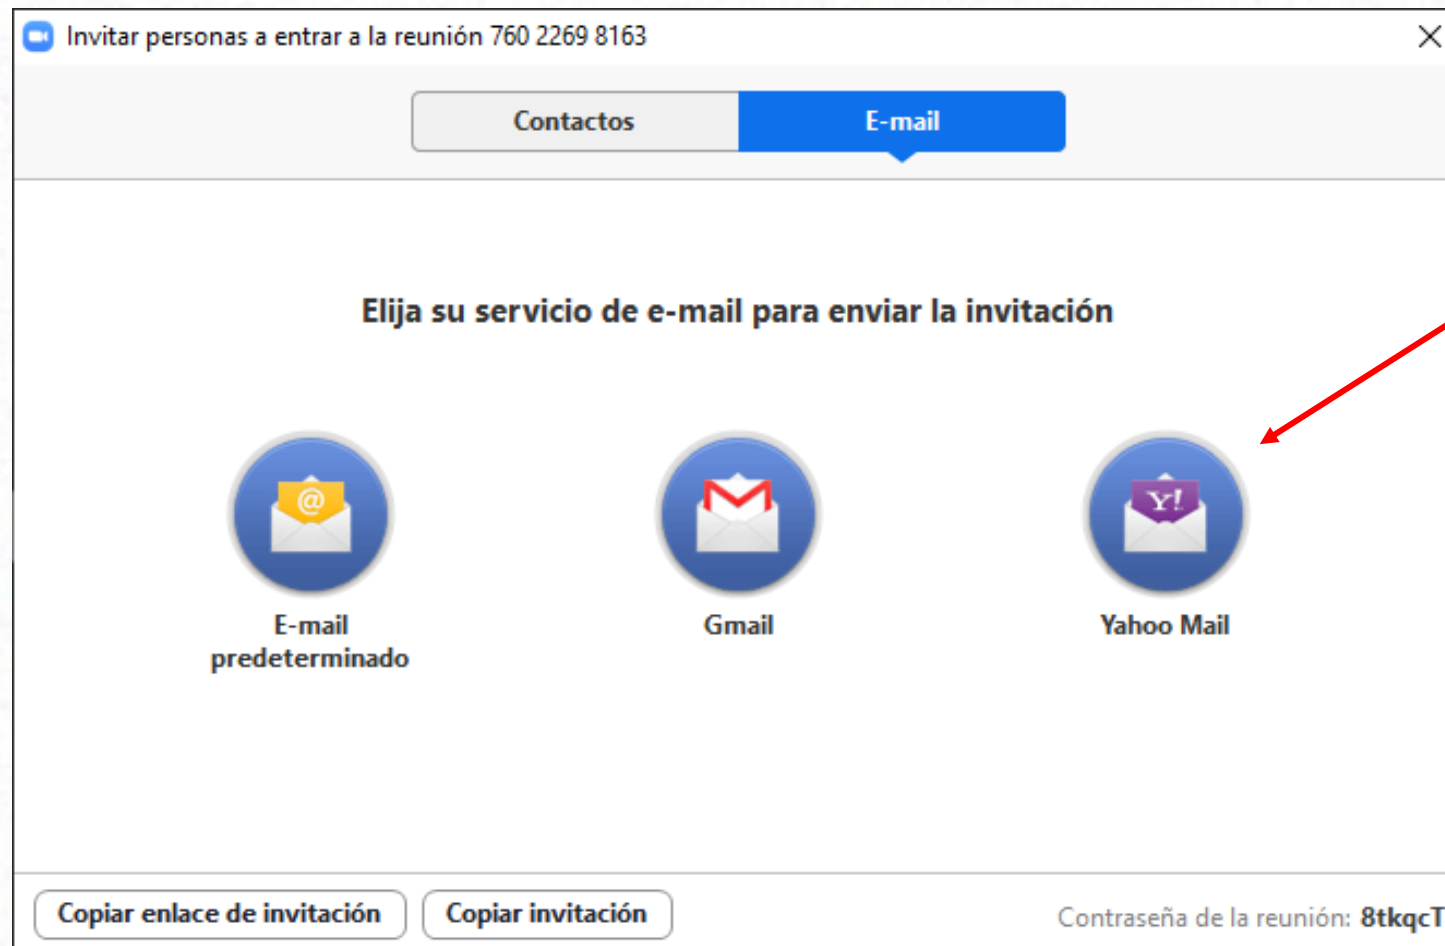 Invitar personas a entrar a la reunión 760 2269 8163
Contactos
E-mail
Elija su servicio de e-mail para enviar la invitación
@
Y!
E-mail
predeterminado
Gmail
Yahoo Mail
Copiar enlace de invitación
Copiar invitación
Contraseña de la reunión: 8tkqcT